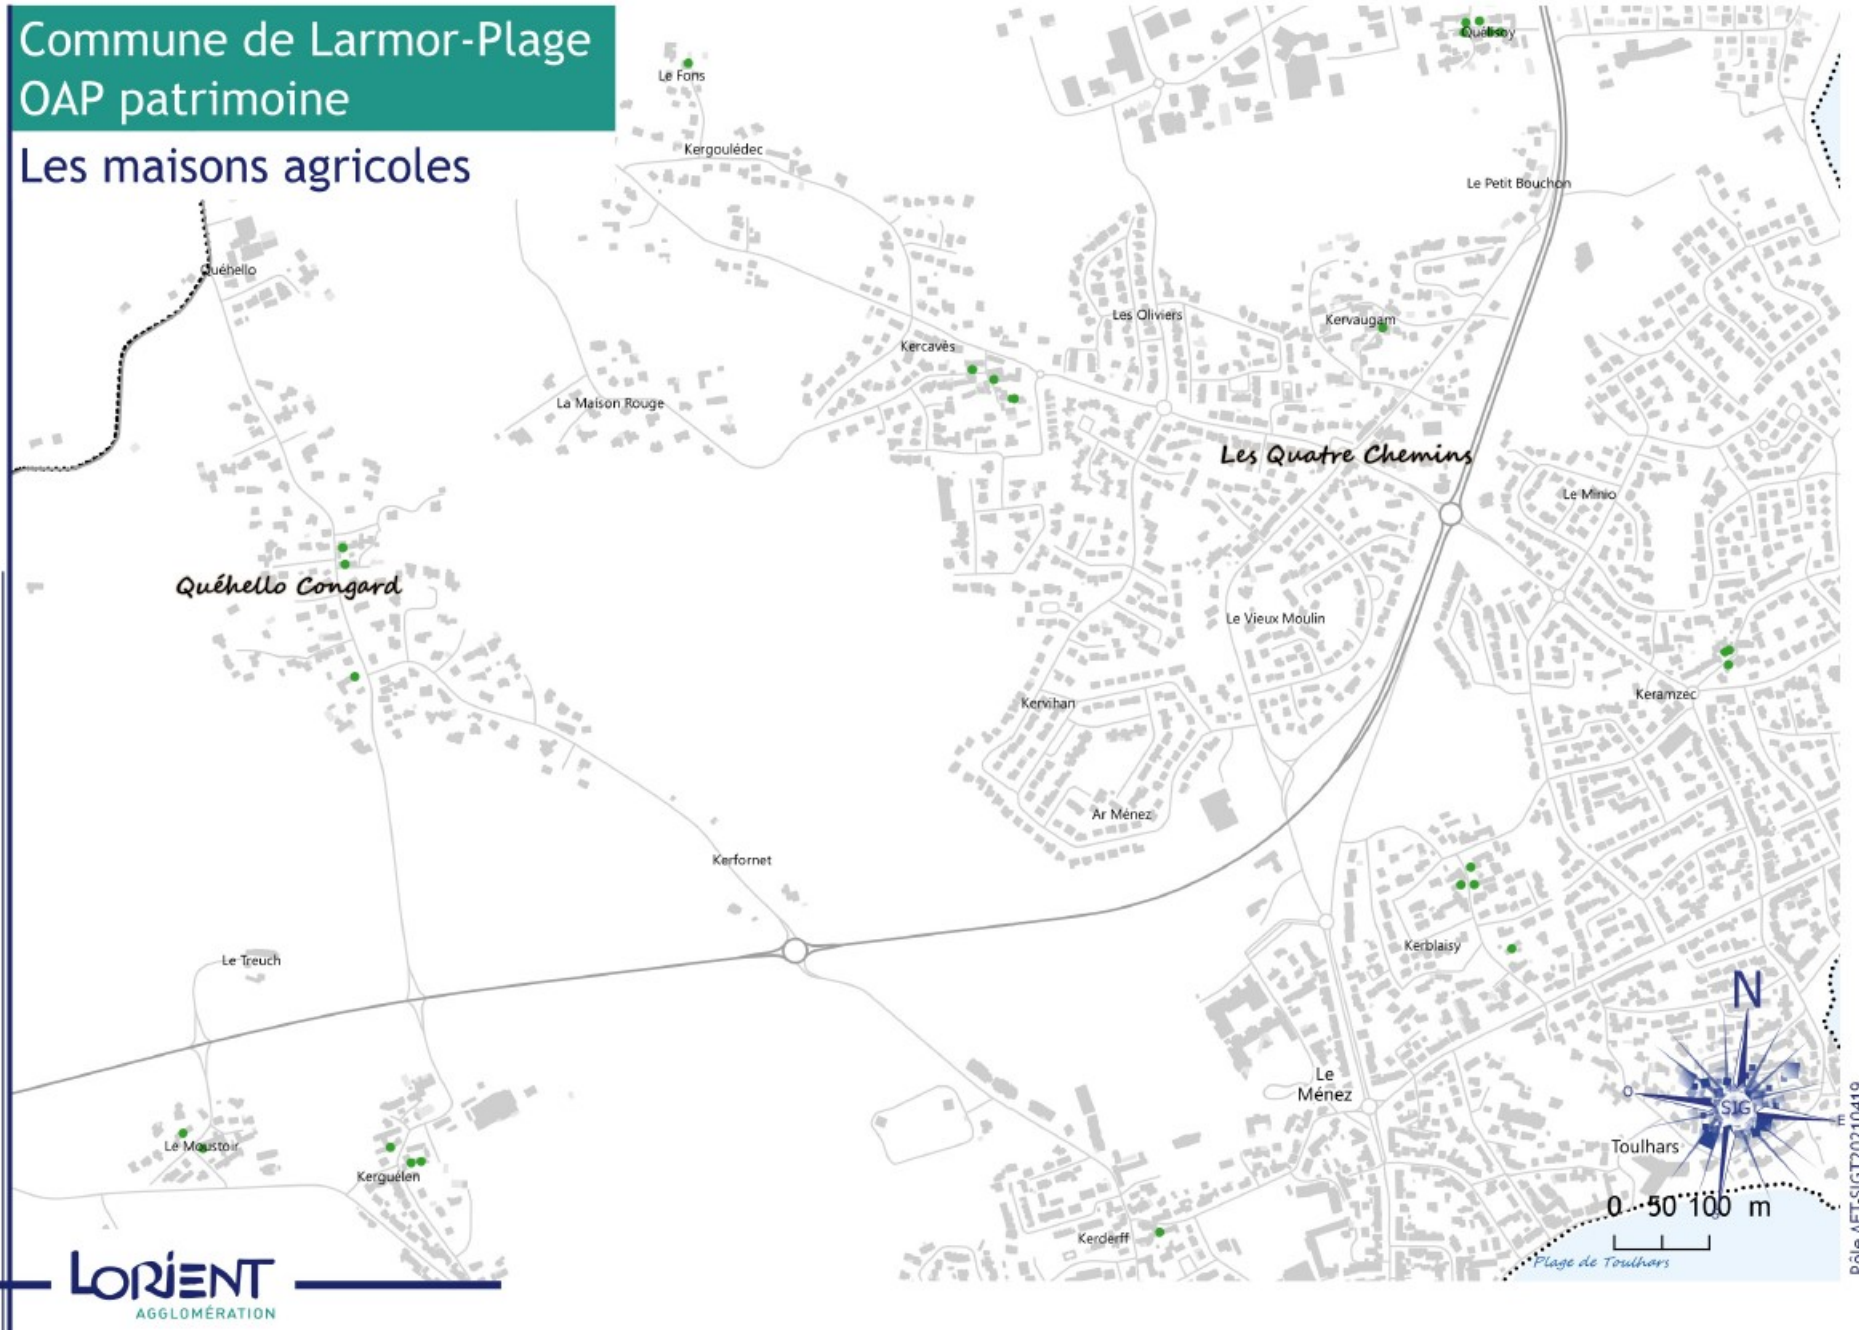 Commune de Larmor-Plage
OAP patrimoine
Les maisons agricoles
Quélisoy
Le Fons
Kergoulédec
Le Petit Bouchon
Quéhello
Les Oliviers
Kervaugam
Kercavès
La Maison Rouge
Les Quatre Chemins
Le Minio
Quéhello Congard
Le Vieux Moulin
Keramzec
Kervihan
Ar Ménez
Kerfornet
Kerblaisy
Le Treuch
N
Le
Ménez
O
SIG
E
Toulhars
Le Moustoir
Kerguélen
S
0 50 100 m
Kerderff
Plage de Toulhars
Pôle AET-SIGT20210419
LORIENT
AGGLOMÉRATION